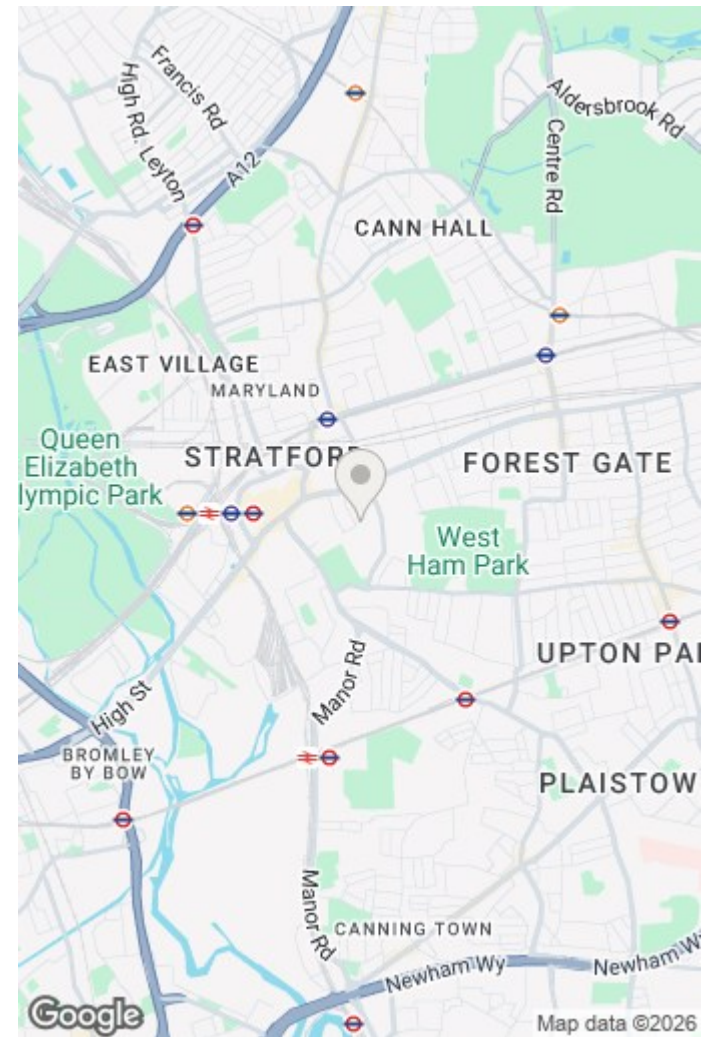 Francis Rd
High Rd. Leyton
A12
Aldersbrook Rd
Centre Rd
CANN HALL
EAST VILLAGE
MARYLAND
Queen
Elizabeth
lympic Park
STRATFOR
FOREST GATE
West
Ham Park
UPTON PA
Manor Rd
High St
BROMLEY
BY BOW
PLAISTOW
Manor Rd
CANNING TOWN
Newham Wy
Newham W
Google
Map data ©2026